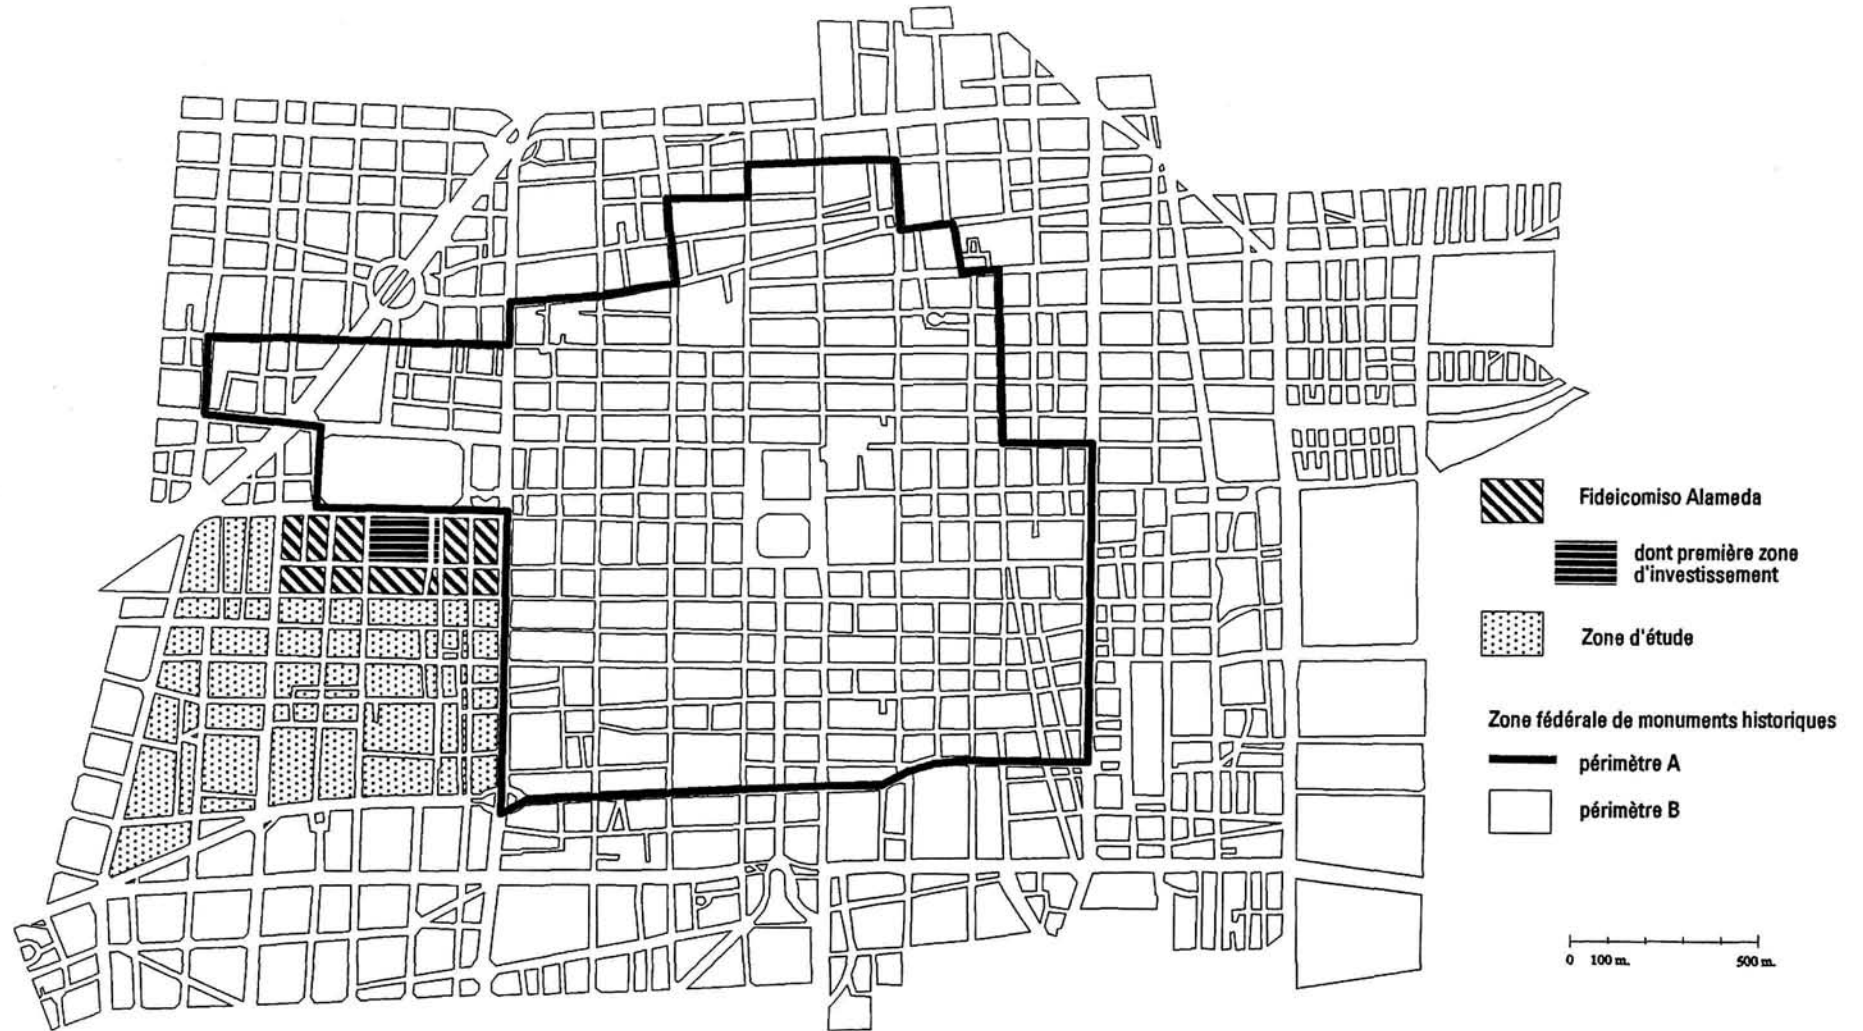 Fideicomiso Alameda
dont première zone
d'investissement
Zone d'étude
Zone fédérale de monuments historiques
périmètre A
périmètre B
0 100 m. 500 m.